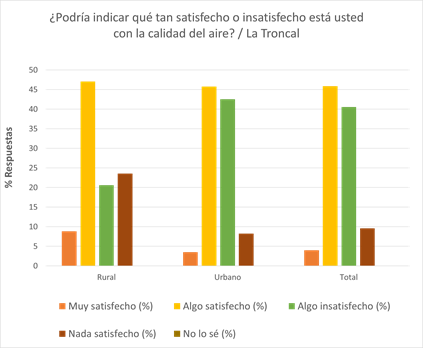 ¿Podría indicar qué tan satisfecho o insatisfecho está usted
con la calidad del aire? / La Troncal
50
45
40
35
30
25
20
15
10
5
0
% Respuestas
Rural Urbano Total
Muy satisfecho (%) Algo satisfecho (%) Algo insatisfecho (%)
Nada satisfecho (%) No lo sé (%)